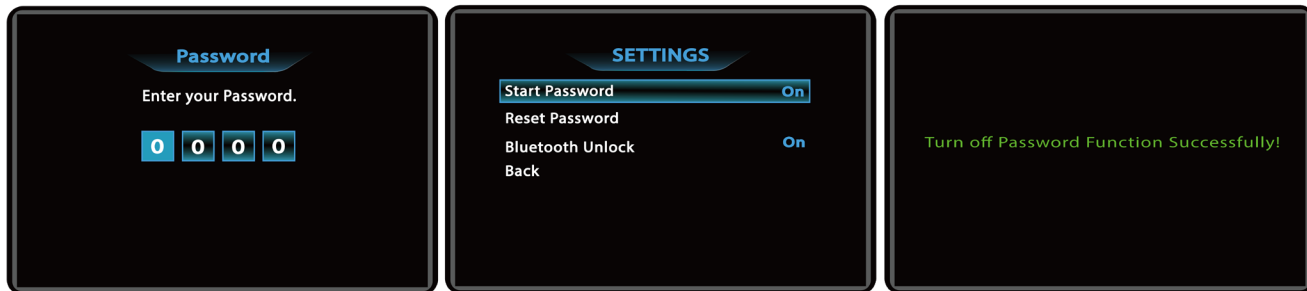 Password
Enter your Password.
0 0 0 0
SETTINGS
Start Password On
Reset Password
Bluetooth Unlock On
Back
Turn off Password Function Successfully!